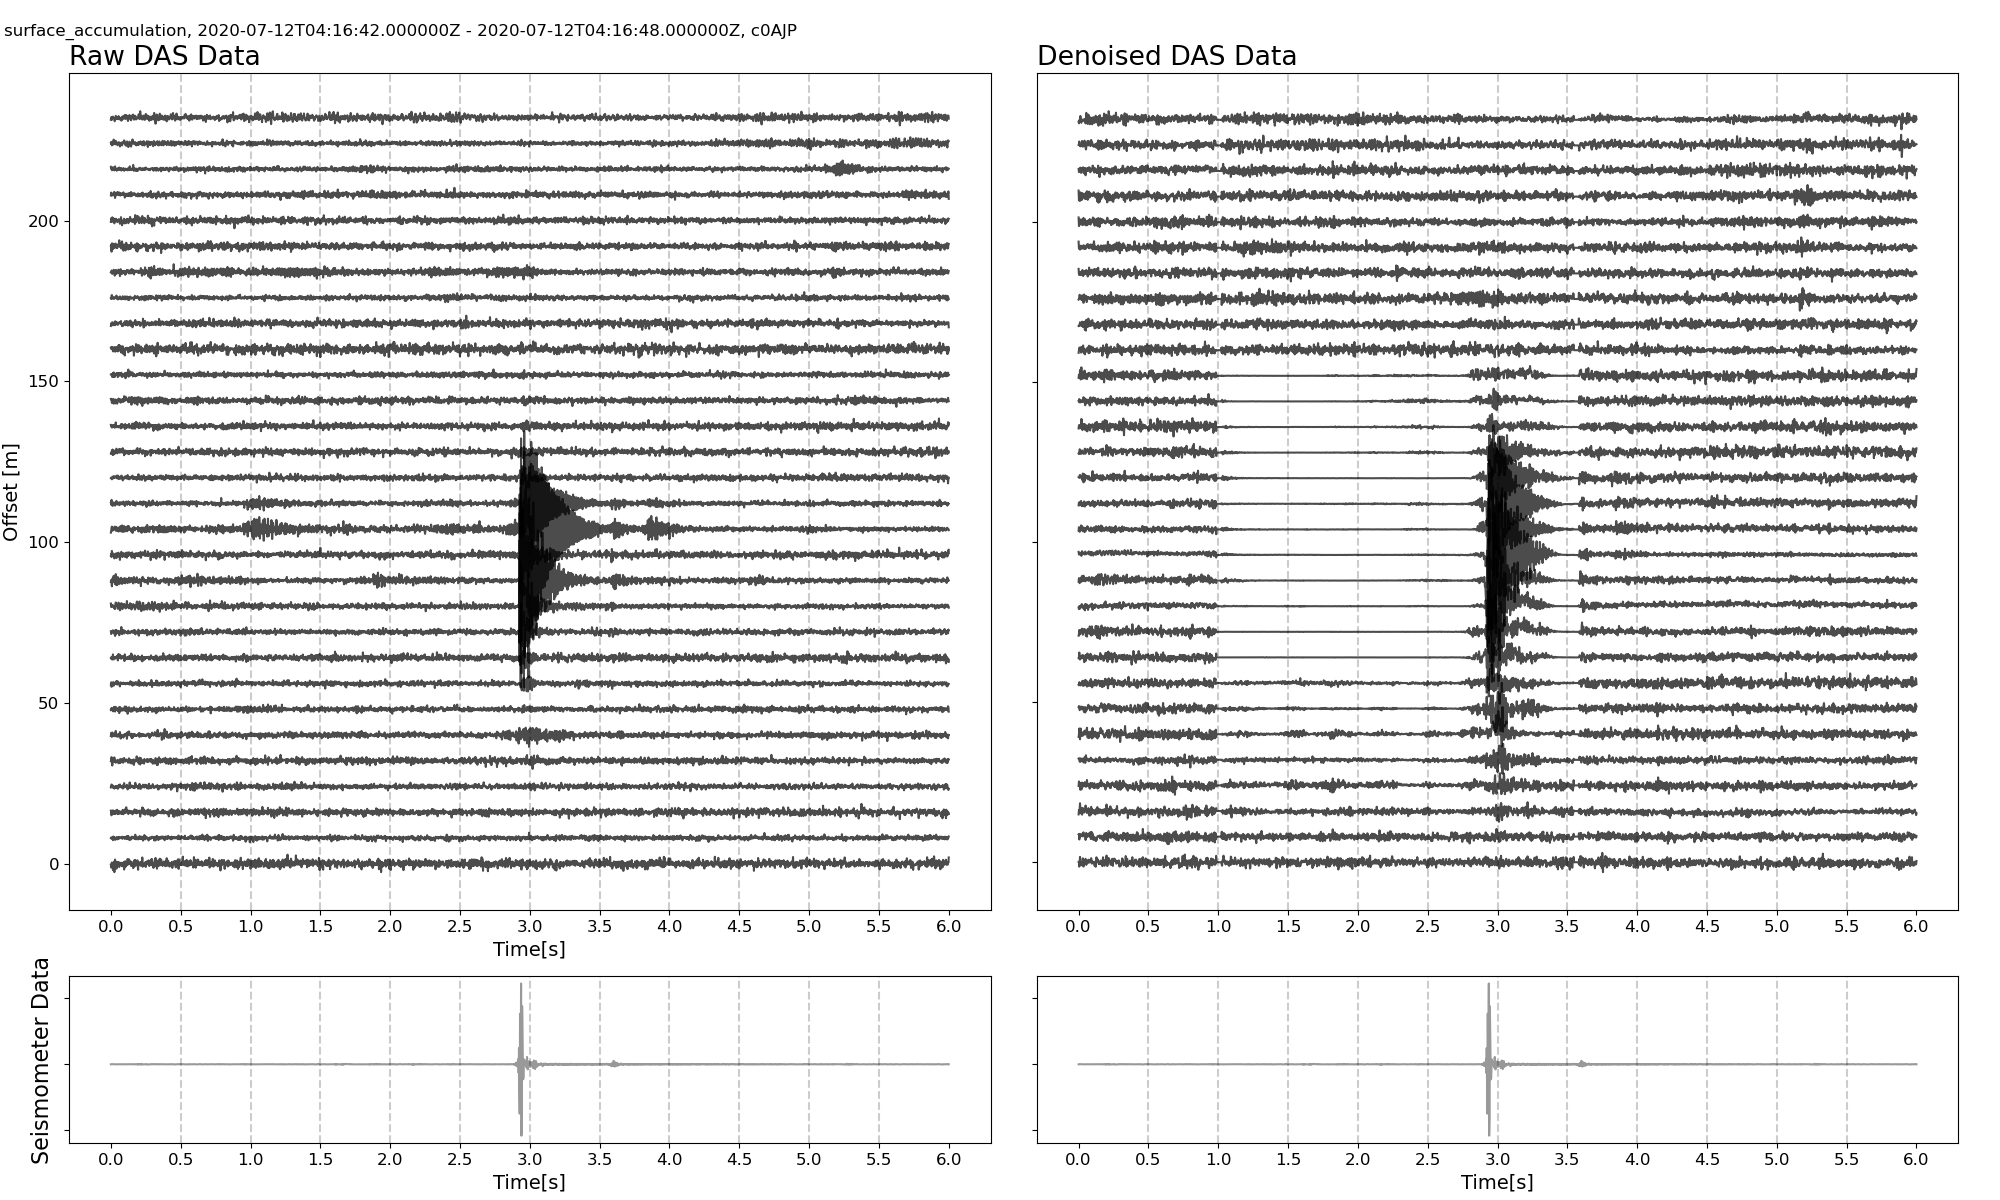 surface_accumulation, 2020-07-12T04:16:42.000000Z - 2020-07-12T04:16:48.000000Z, c0AJP
Raw DAS Data
Denoised DAS Data
Offset [m]
200
150
100
50
0
0.0 0.5 1.0 1.5 2.0 2.5 3.0 3.5 4.0 4.5 5.0 5.5 6.0
Time[s]
0.0 0.5 1.0 1.5 2.0 2.5 3.0 3.5 4.0 4.5 5.0 5.5 6.0
Seismometer Data
0.0 0.5 1.0 1.5 2.0 2.5 3.0 3.5 4.0 4.5 5.0 5.5 6.0
Time[s]
0.0 0.5 1.0 1.5 2.0 2.5 3.0 3.5 4.0 4.5 5.0 5.5 6.0
Time[s]